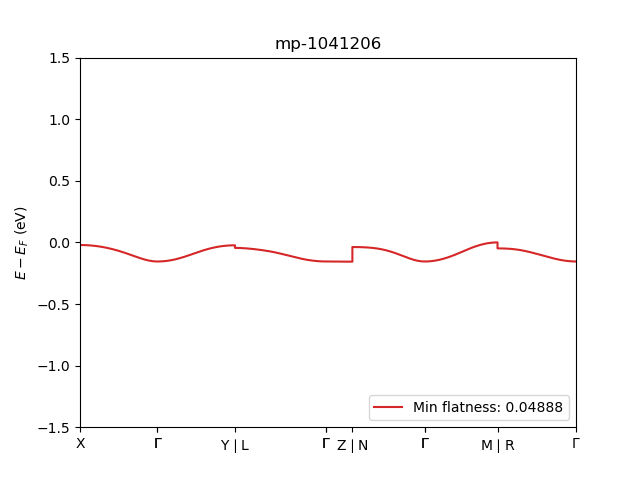 mp-1041206
E − E_F (eV)
1.5
1.0
0.5
0.0
−0.5
−1.0
−1.5
Min flatness: 0.04888
X Γ Y | L Γ Z | N Γ M | R Γ